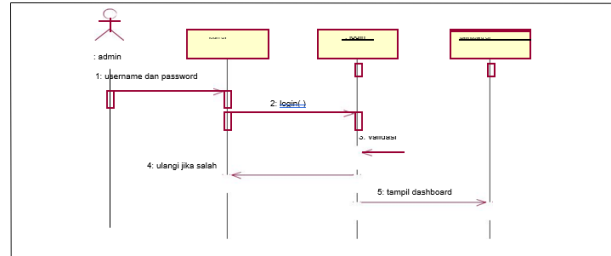 : admin
1: username dan password
2: login( )
3: validasi
4: ulangi jika salah
5: tampil dashboard